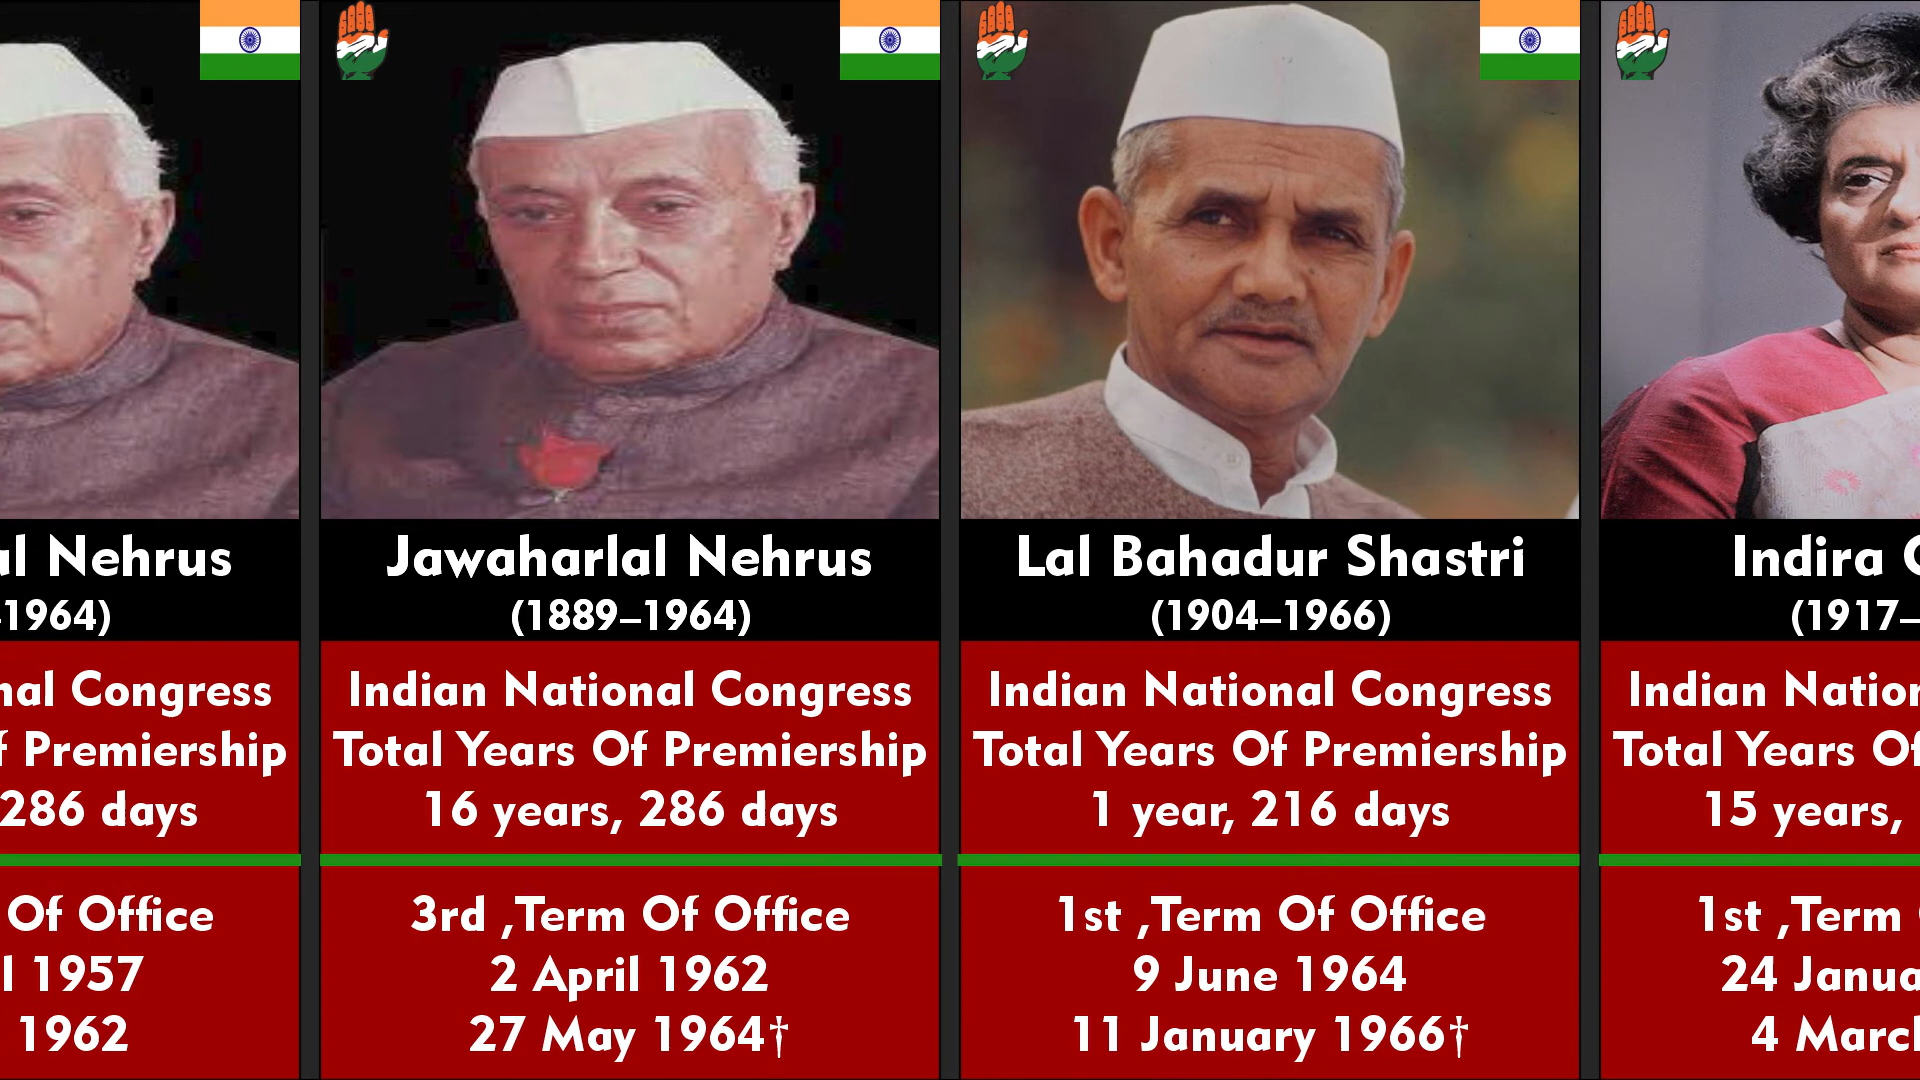 al Nehrus
-1964)
nal Congress
f Premiership
286 days
Of Office
l 1957
1962
Jawaharlal Nehrus
(1889–1964)
Indian National Congress
Total Years Of Premiership
16 years, 286 days
3rd ,Term Of Office
2 April 1962
27 May 1964†
Lal Bahadur Shastri
(1904–1966)
Indian National Congress
Total Years Of Premiership
1 year, 216 days
1st ,Term Of Office
9 June 1964
11 January 1966†
Indira
(1917–
Indian Nation
Total Years Of
15 years,
1st ,Term
24 Janua
4 March